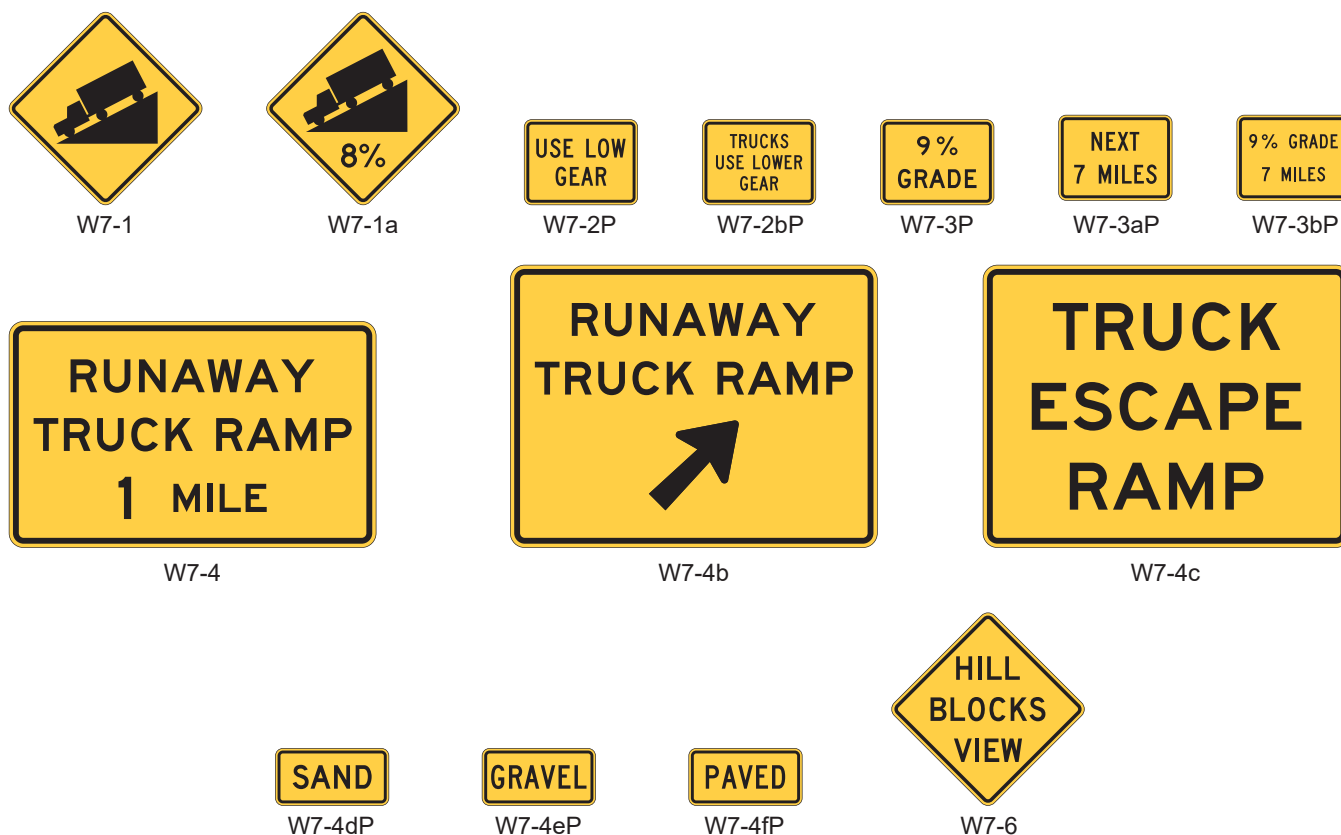 8%
W7-1
W7-1a
USE LOW
GEAR
W7-2P
TRUCKS
USE LOWER
GEAR
W7-2bP
9%
GRADE
W7-3P
NEXT
7 MILES
W7-3aP
9% GRADE
7 MILES
W7-3bP
RUNAWAY
TRUCK RAMP
1 MILE
W7-4
RUNAWAY
TRUCK RAMP
W7-4b
TRUCK
ESCAPE
RAMP
W7-4c
SAND
W7-4dP
GRAVEL
W7-4eP
PAVED
W7-4fP
HILL
BLOCKS
VIEW
W7-6